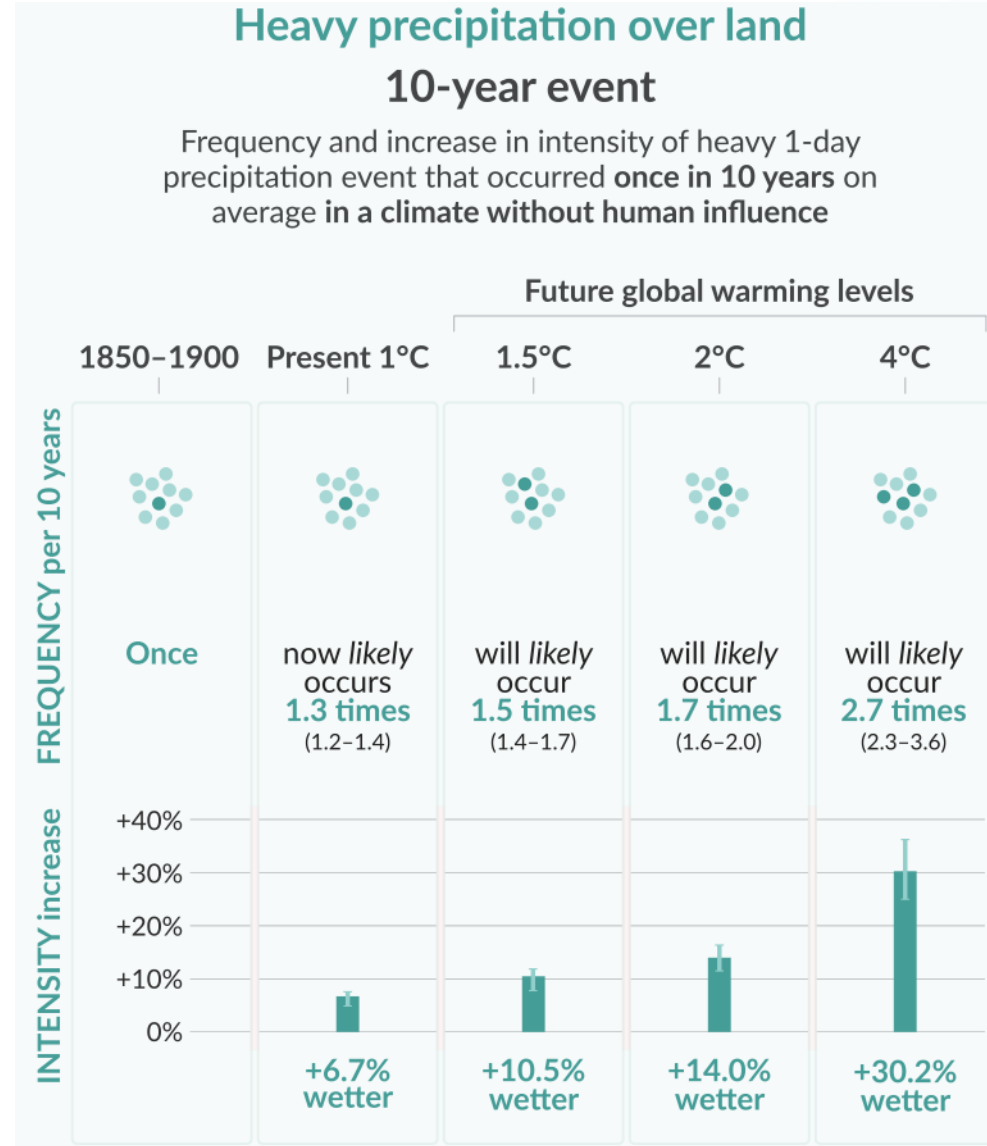 Heavy precipitation over land
10-year event
Frequency and increase in intensity of heavy 1-day
precipitation event that occurred once in 10 years on
average in a climate without human influence
Future global warming levels
1850–1900
Present 1°C
1.5°C
2°C
4°C
FREQUENCY per 10 years
Once
now likely
occurs
1.3 times
(1.2–1.4)
will likely
occur
1.5 times
(1.4–1.7)
will likely
occur
1.7 times
(1.6–2.0)
will likely
occur
2.7 times
(2.3–3.6)
INTENSITY increase
+40%
+30%
+20%
+10%
0%
+6.7%
wetter
+10.5%
wetter
+14.0%
wetter
+30.2%
wetter